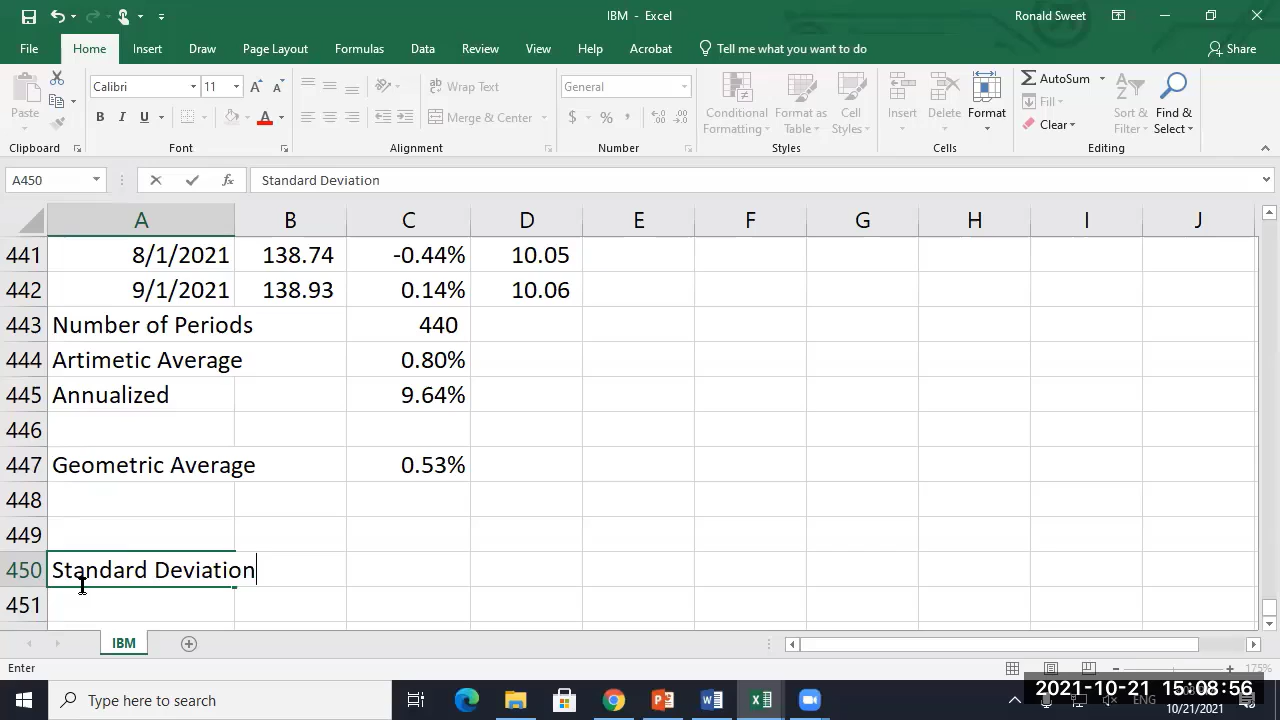 IBM - Excel Ronald Sweet
File Home Insert Draw Page Layout Formulas Data Review View Help Acrobat Tell me what you want to do Share
Paste Calibri 11 A A Wrap Text General Conditional Formatting Format as Table Cell Styles Insert Delete Format AutoSum Sort & Filter Find & Select
B I U A Merge & Center $ % , Fill
Clear
Clipboard Font Alignment Number Styles Cells Editing
A450 fx Standard Deviation
A B C D E F G H I J
441 8/1/2021 138.74 -0.44% 10.05
442 9/1/2021 138.93 0.14% 10.06
443 Number of Periods 440
444 Artimetic Average 0.80%
445 Annualized 9.64%
446
447 Geometric Average 0.53%
448
449
450 Standard Deviation
451
IBM
Enter 175%
Type here to search ENG 2021-10-21 15:08:56
10/21/2021